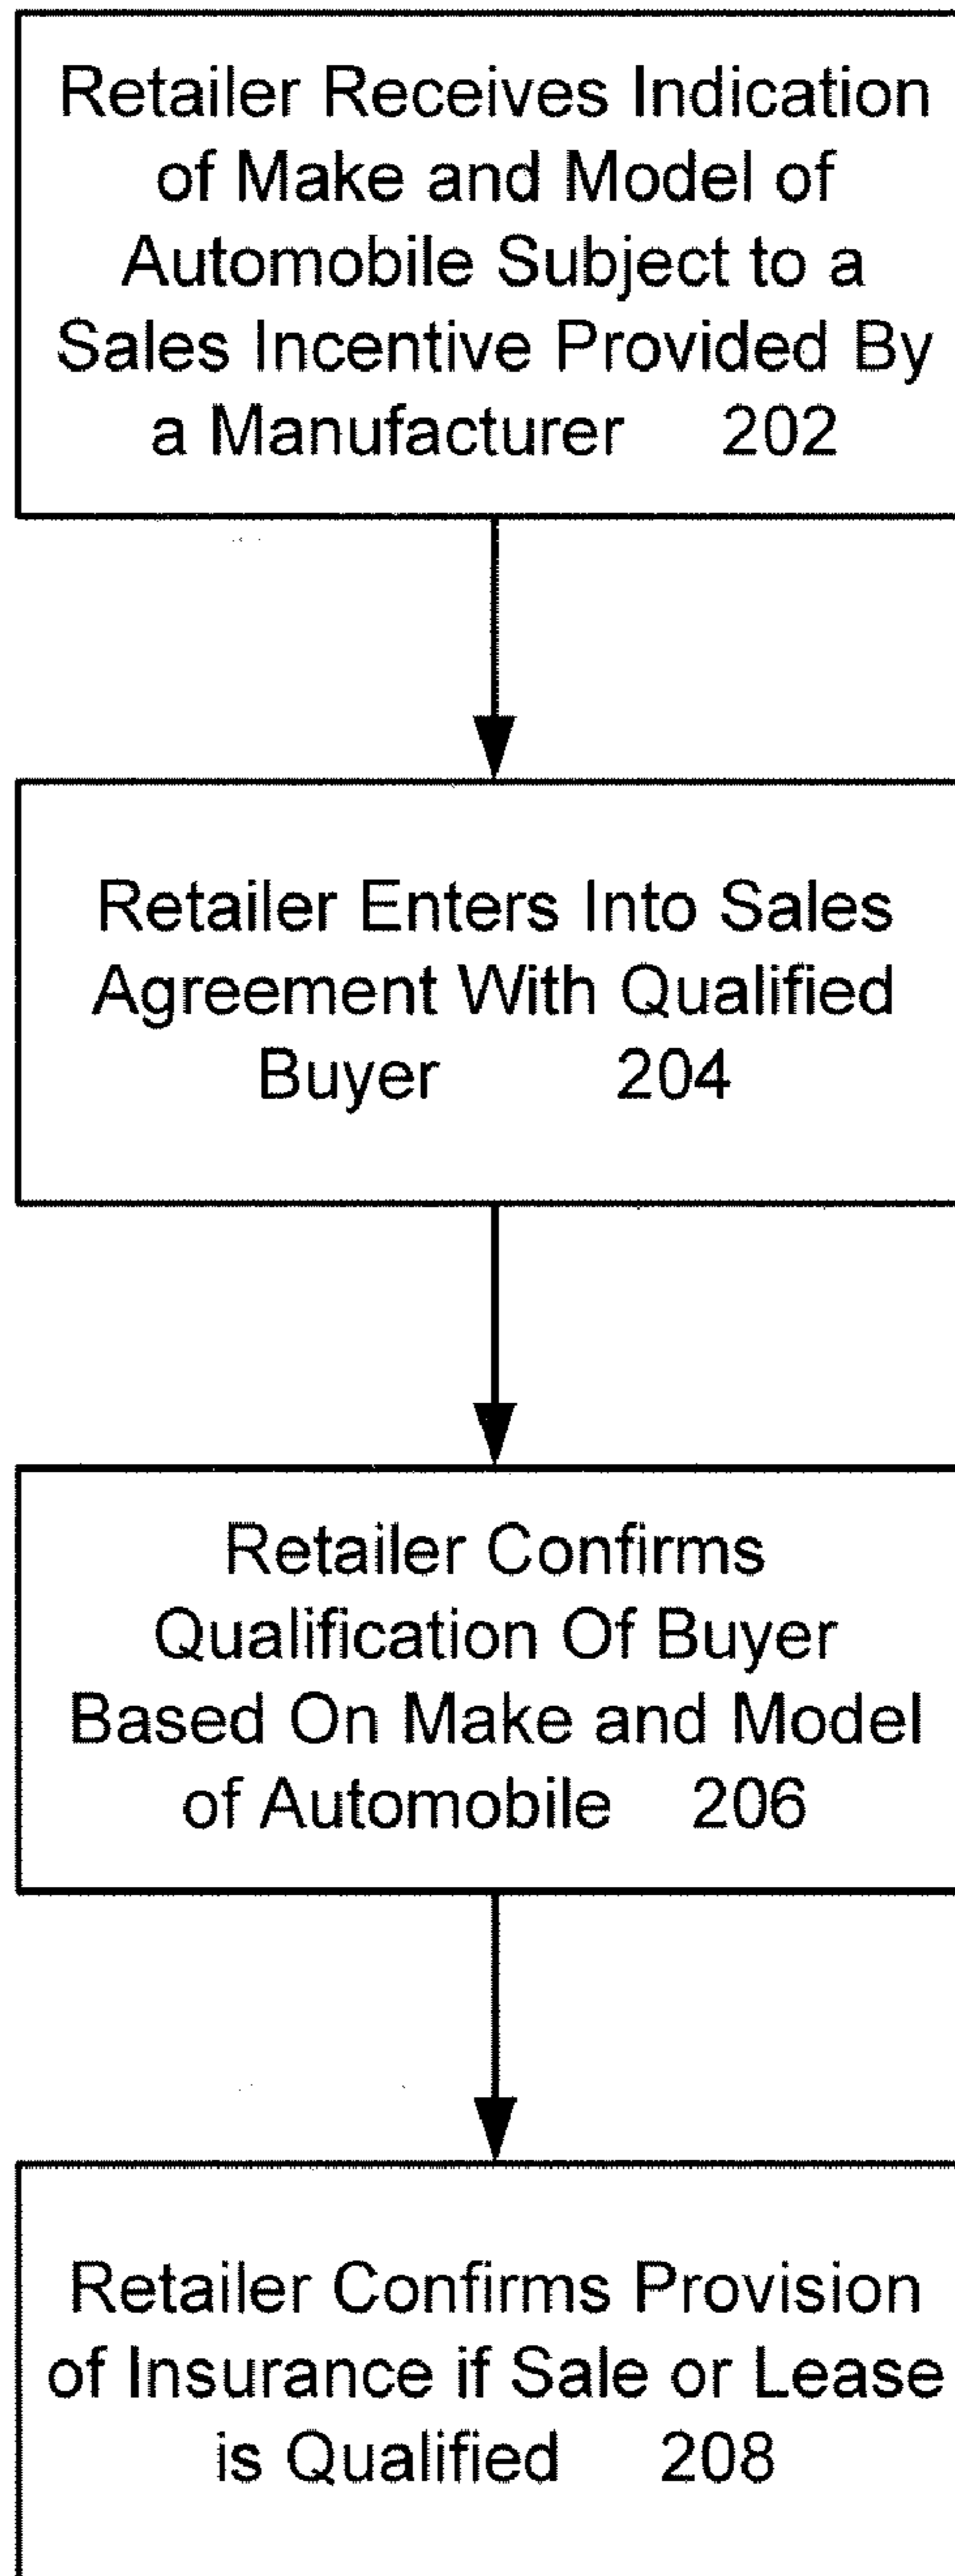 Retailer Receives Indication
of Make and Model of
Automobile Subject to a
Sales Incentive Provided By
a Manufacturer 202
Retailer Enters Into Sales
Agreement With Qualified
Buyer 204
Retailer Confirms
Qualification Of Buyer
Based On Make and Model
of Automobile 206
Retailer Confirms Provision
of Insurance if Sale or Lease
is Qualified 208